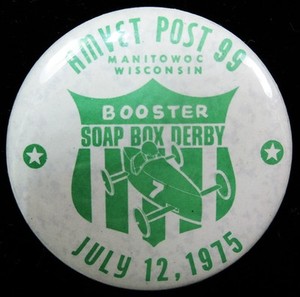 AMVET POST 99
MANITOWOC
WISCONSIN
BOOSTER
SOAP BOX DERBY
7
JULY 12, 1975